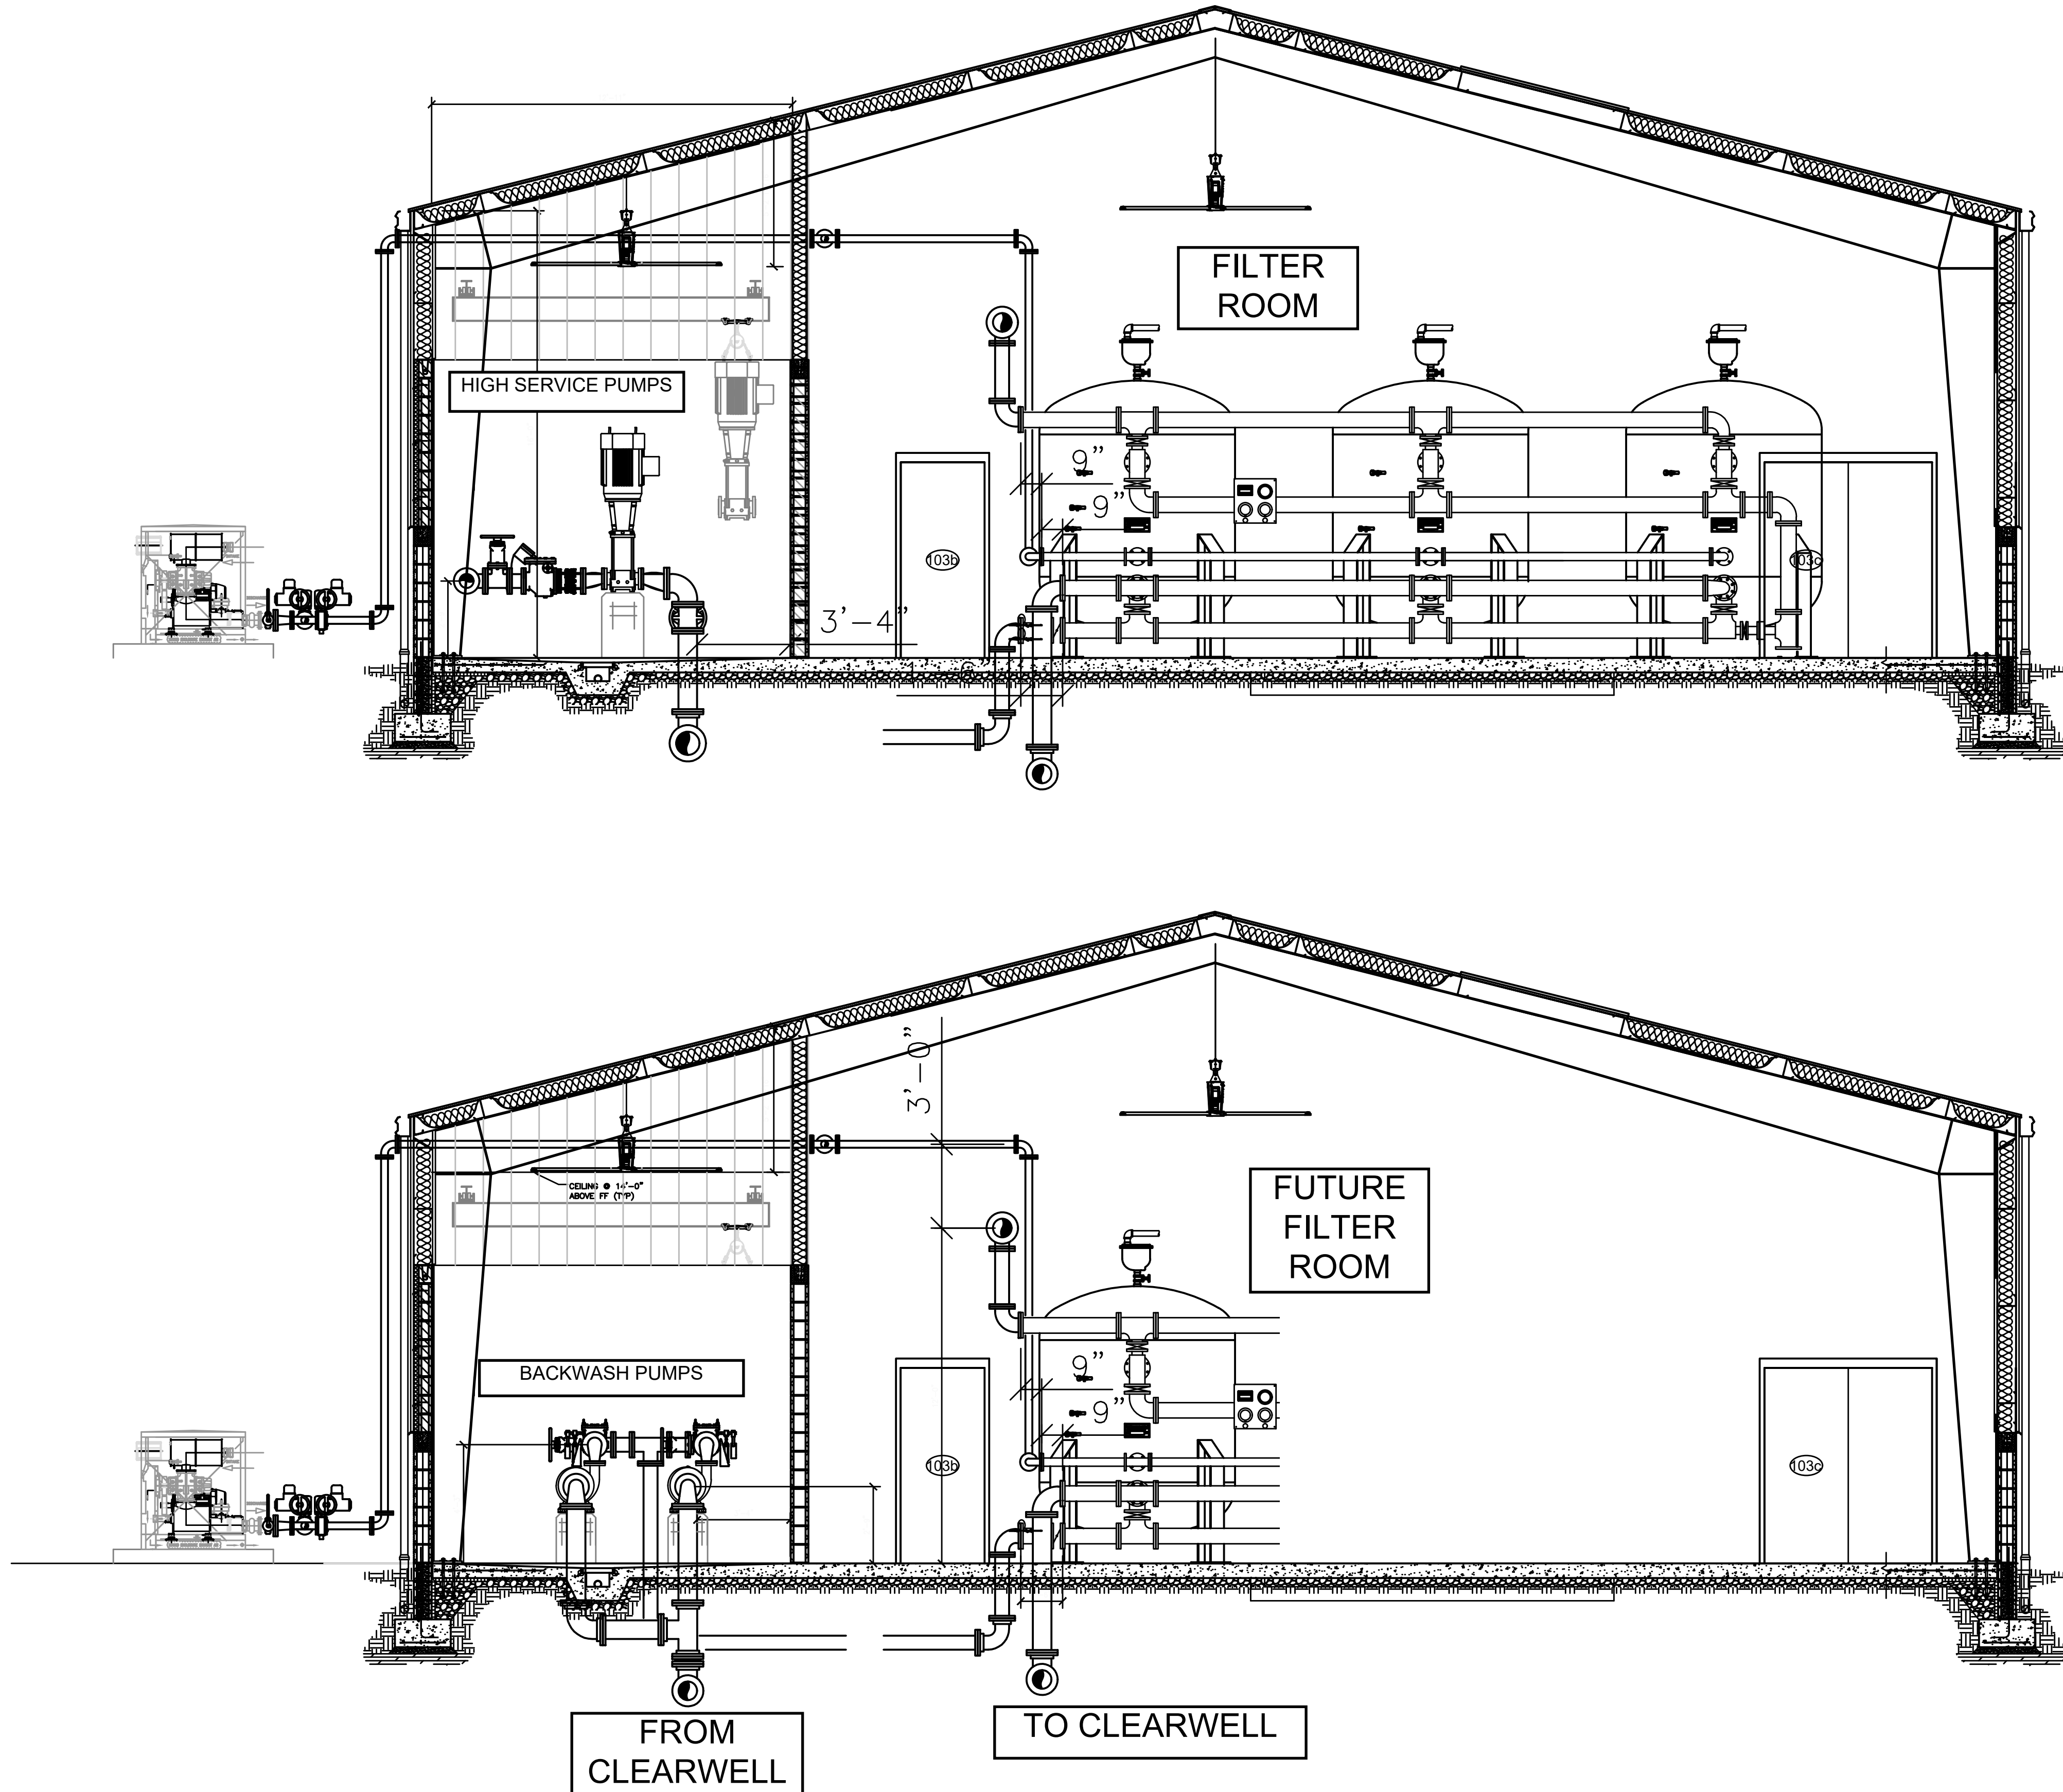 FILTER
ROOM
HIGH SERVICE PUMPS
9”
9”
103b
103c
3’-4”
3’-0”
CEILING @ 14'-0"
ABOVE FF (TYP)
FUTURE
FILTER
ROOM
BACKWASH PUMPS
9”
9”
103b
103c
FROM
CLEARWELL
TO CLEARWELL